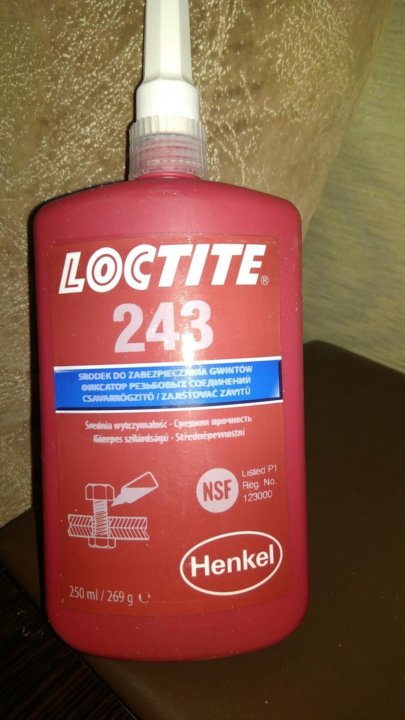 LOCTITE®
243
ŚRODEK DO ZABEZPIECZANIA GWINTÓW
ФИКСАТОР РЕЗЬБОВЫХ СОЕДИНЕНИЙ
CSAVARRÖGZÍTŐ / ZAJIŠŤOVAČ ZÁVITŮ
Średnia wytrzymałość - Средняя прочность
Közepes szilárdságú - Středněpevnostní
NSF
Listed P1
Reg. No.
123000
Henkel
250 ml / 269 g ℮